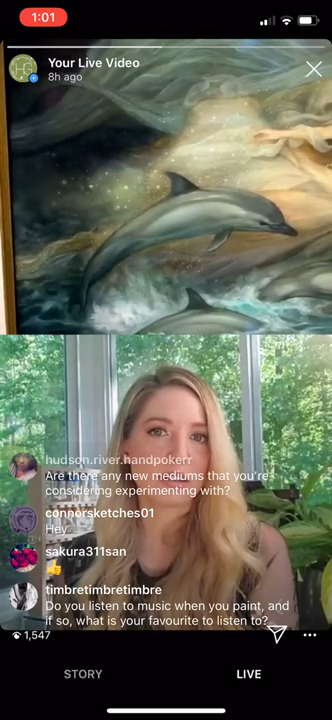 1:01
Your Live Video
8h ago
hudson.river.handpokerr
Are there any new mediums that you're
considering experimenting with?
connorsketches01
Hey
sakura311san
👍
timbretimbretimbre
Do you listen to music when you paint, and
if so, what is your favourite to listen to?
1,547
STORY
LIVE